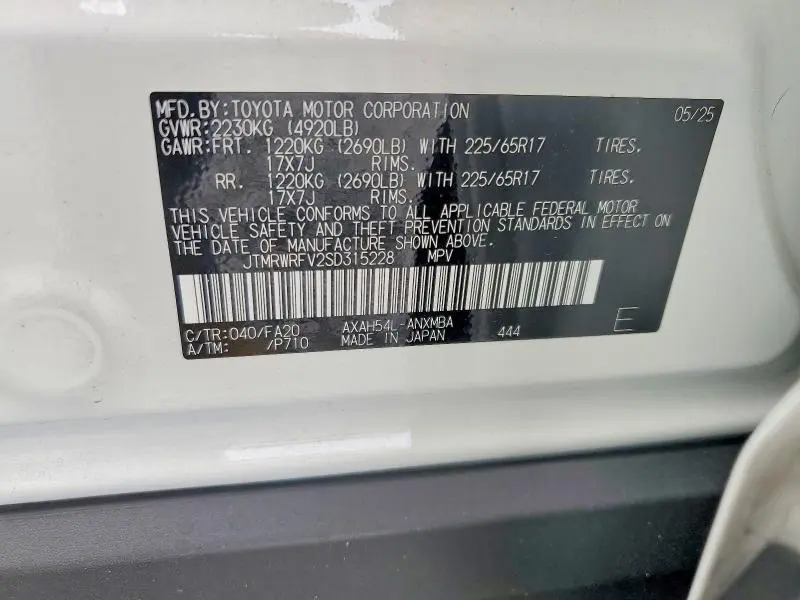 MFD.BY:TOYOTA MOTOR CORPORATION 05/25
GVWR:2230KG (4920LB)
GAWR:FRT. 1220KG (2690LB) WITH 225/65R17 TIRES.
17X7J RIMS.
RR. 1220KG (2690LB) WITH 225/65R17 TIRES.
17X7J RIMS.
THIS VEHICLE CONFORMS TO ALL APPLICABLE FEDERAL MOTOR
VEHICLE SAFETY AND THEFT PREVENTION STANDARDS IN EFFECT ON
THE DATE OF MANUFACTURE SHOWN ABOVE.
JTMRWRFV2SD315228 MPV
C/TR:040/FA20 AXAH54L-ANXMBA 444 E
A/TM: /P710 MADE IN JAPAN